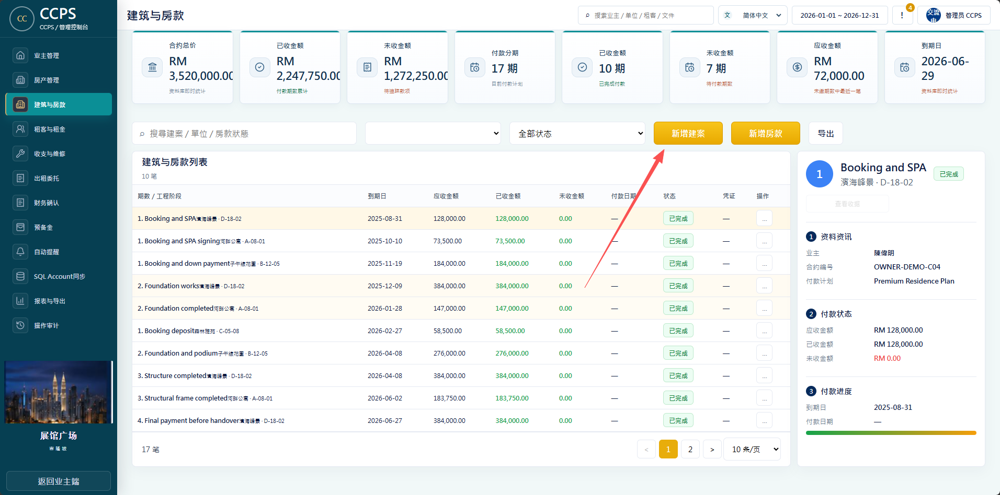 CC
CCPS
CCPS / 管理控制台
业主管理
房产管理
建筑与房款
租客与租金
收支与维修
出租委托
财务确认
预备金
自动提醒
SQL Account同步
报表与导出
操作审计
展馆广场
吉隆坡
返回业主端
建筑与房款
搜索业主 / 单位 / 租客 / 文件
文 简体中文
2026-01-01 ~ 2026-12-31
! 4
交流电 管理员 CCPS
合约总价
RM
3,520,000.00
资料库即时统计
已收金额
RM
2,247,750.00
付款期数累计
未收金额
RM
1,272,250.00
待追踪款项
付款分期
17 期
目前付款计划
已收金额
10 期
已完成付款
未收金额
7 期
待付款期数
应收金额
RM
72,000.00
未缴期数中最近一笔
到期日
2026-06-
29
资料库即时统计
搜尋建案 / 單位 / 房款狀態
全部状态
新增建案
新增房款
导出
建筑与房款列表
10 笔
期数 / 工程阶段 到期日 应收金额 已收金额 未收金额 付款日期 状态 凭证 操作
1. Booking and SPA濱海峰景 · D-18-02 2025-08-31 128,000.00 128,000.00 0.00 — 已完成 — ...
1. Booking and SPA signing河畔公寓 · A-08-01 2025-10-10 73,500.00 73,500.00 0.00 — 已完成 — ...
1. Booking and down payment子午線花園 · B-12-05 2025-11-19 184,000.00 184,000.00 0.00 — 已完成 — ...
2. Foundation works濱海峰景 · D-18-02 2025-12-09 384,000.00 384,000.00 0.00 — 已完成 — ...
2. Foundation completed河畔公寓 · A-08-01 2026-01-28 147,000.00 147,000.00 0.00 — 已完成 — ...
1. Booking deposit森林雅苑 · C-05-08 2026-02-27 58,500.00 58,500.00 0.00 — 已完成 — ...
2. Foundation and podium子午線花園 · B-12-05 2026-04-08 276,000.00 276,000.00 0.00 — 已完成 — ...
3. Structure completed濱海峰景 · D-18-02 2026-04-08 384,000.00 384,000.00 0.00 — 已完成 — ...
3. Structural frame completed河畔公寓 · A-08-01 2026-06-02 183,750.00 183,750.00 0.00 — 已完成 — ...
4. Final payment before handover濱海峰景 · D-18-02 2026-06-27 384,000.00 384,000.00 0.00 — 已完成 — ...
17 笔
< 1 2 > 10 条/页
1 Booking and SPA 已完成
濱海峰景 · D-18-02
查看收据
1 资料资讯
业主 陳偉明
合约编号 OWNER-DEMO-C04
付款计划 Premium Residence Plan
2 付款状态
应收金额 RM 128,000.00
已收金额 RM 128,000.00
未收金额 RM 0.00
3 付款进度
到期日 2025-08-31
付款日期 —